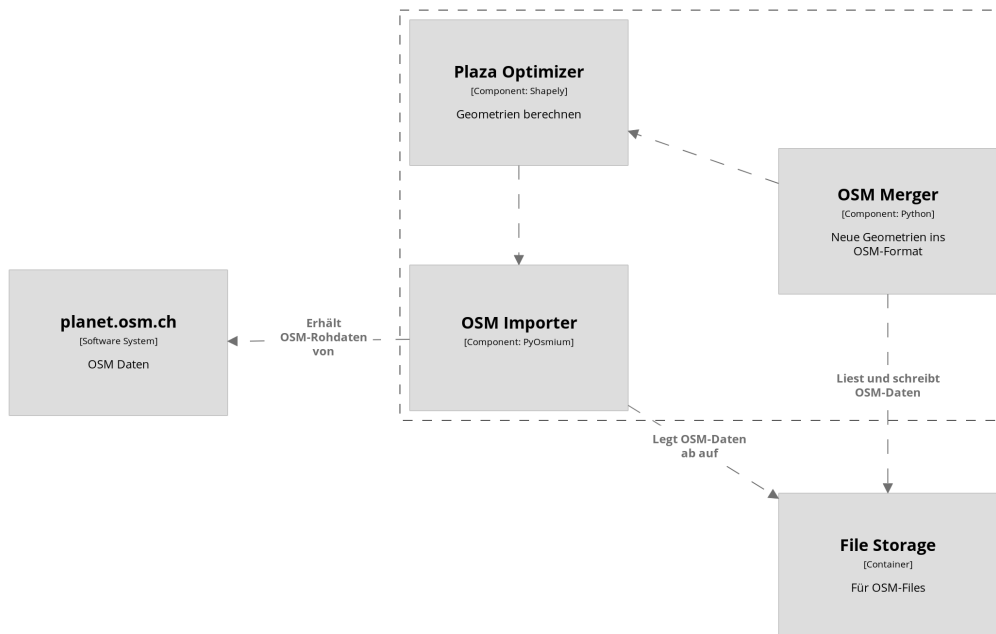 Plaza Optimizer
[Component: Shapely]
Geometrien berechnen
OSM Merger
[Component: Python]
Neue Geometrien ins
OSM-Format
planet.osm.ch
[Software System]
OSM Daten
Erhält
OSM-Rohdaten
von
OSM Importer
[Component: PyOsmium]
Liest und schreibt
OSM-Daten
Legt OSM-Daten
ab auf
File Storage
[Container]
Für OSM-Files